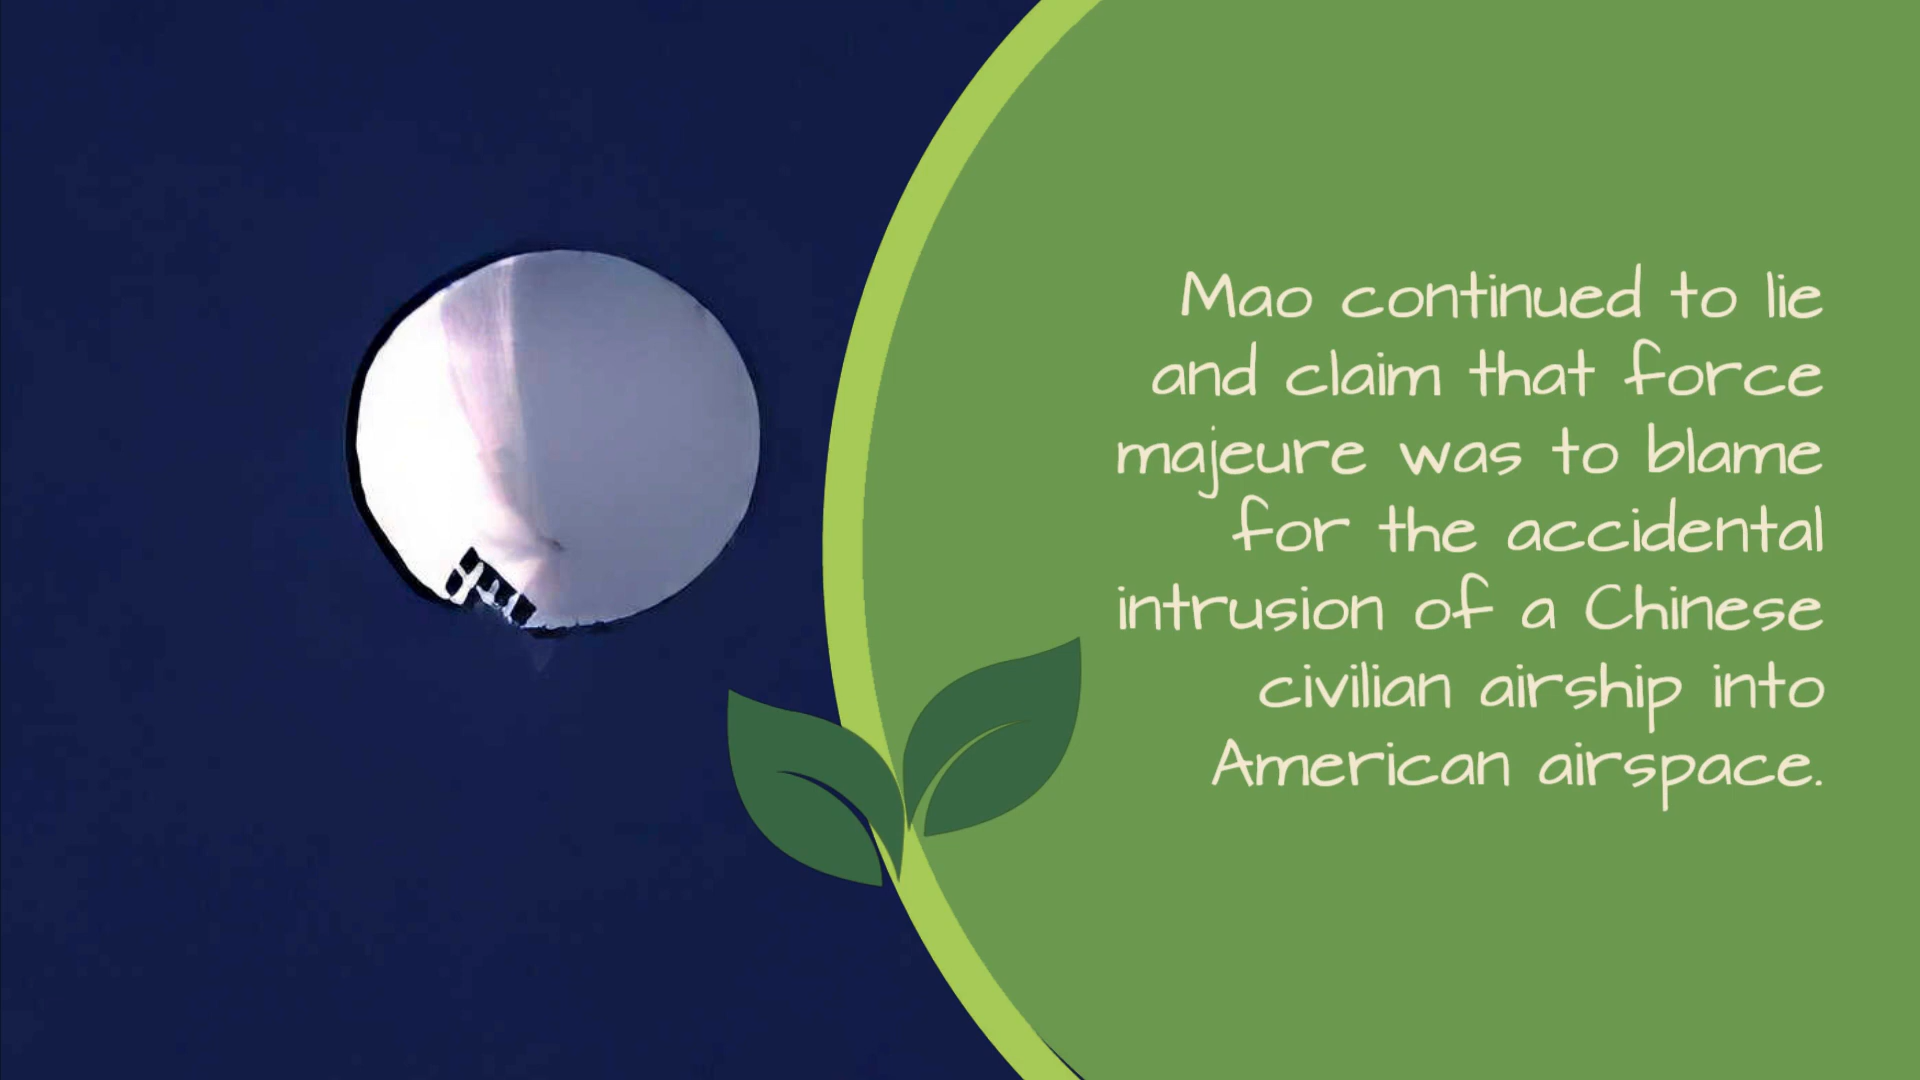 Mao continued to lie
and claim that force
majeure was to blame
for the accidental
intrusion of a Chinese
civilian airship into
American airspace.